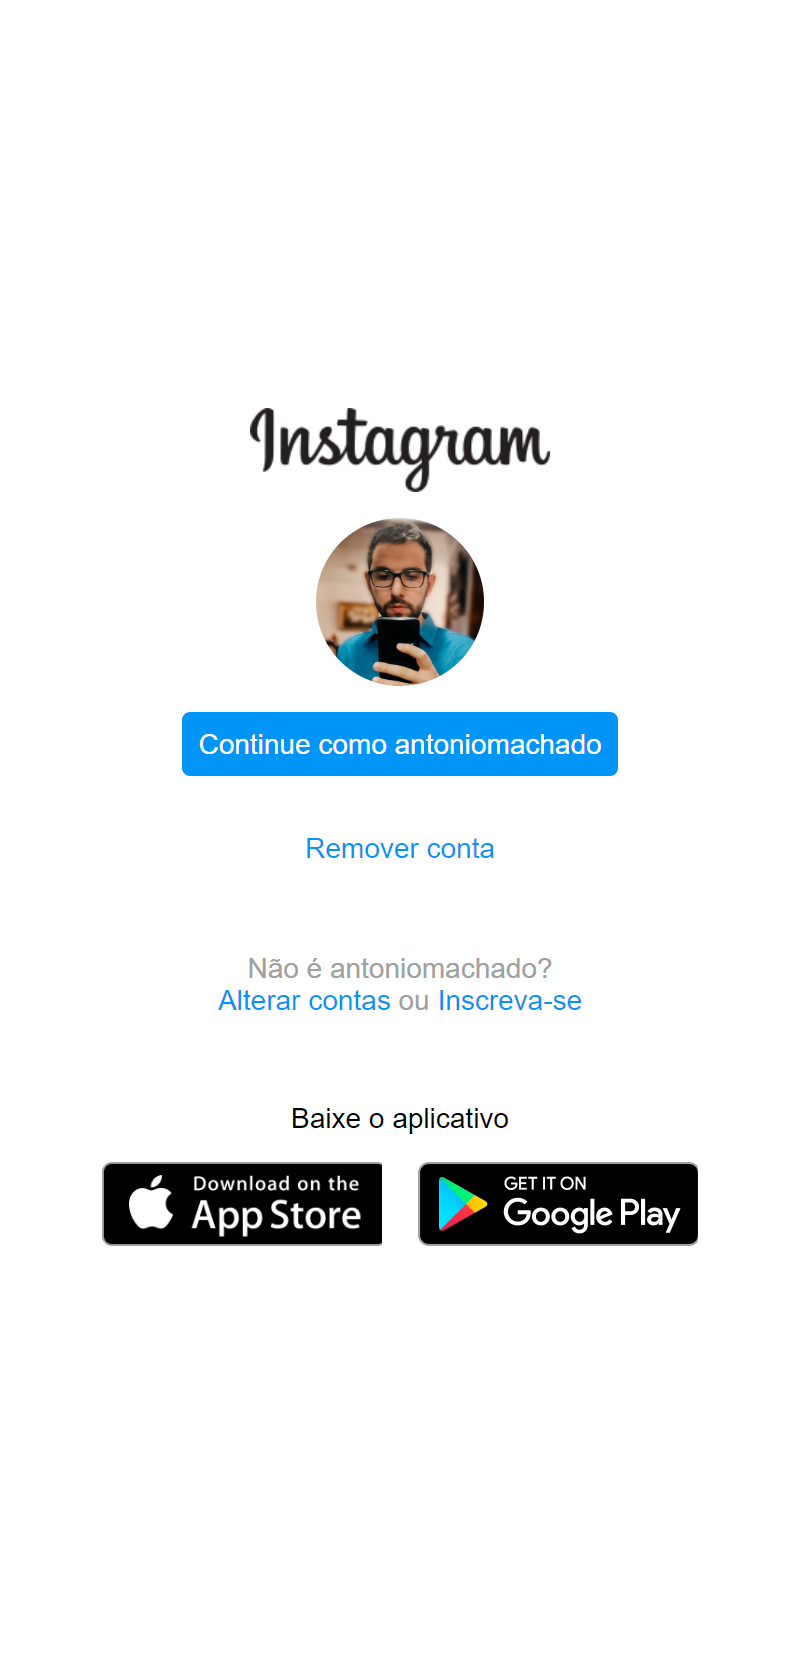 Instagram
Continue como antoniomachado
Remover conta
Não é antoniomachado?
Alterar contas ou Inscreva-se
Baixe o aplicativo
Download on the
App Store
GET IT ON
Google Play